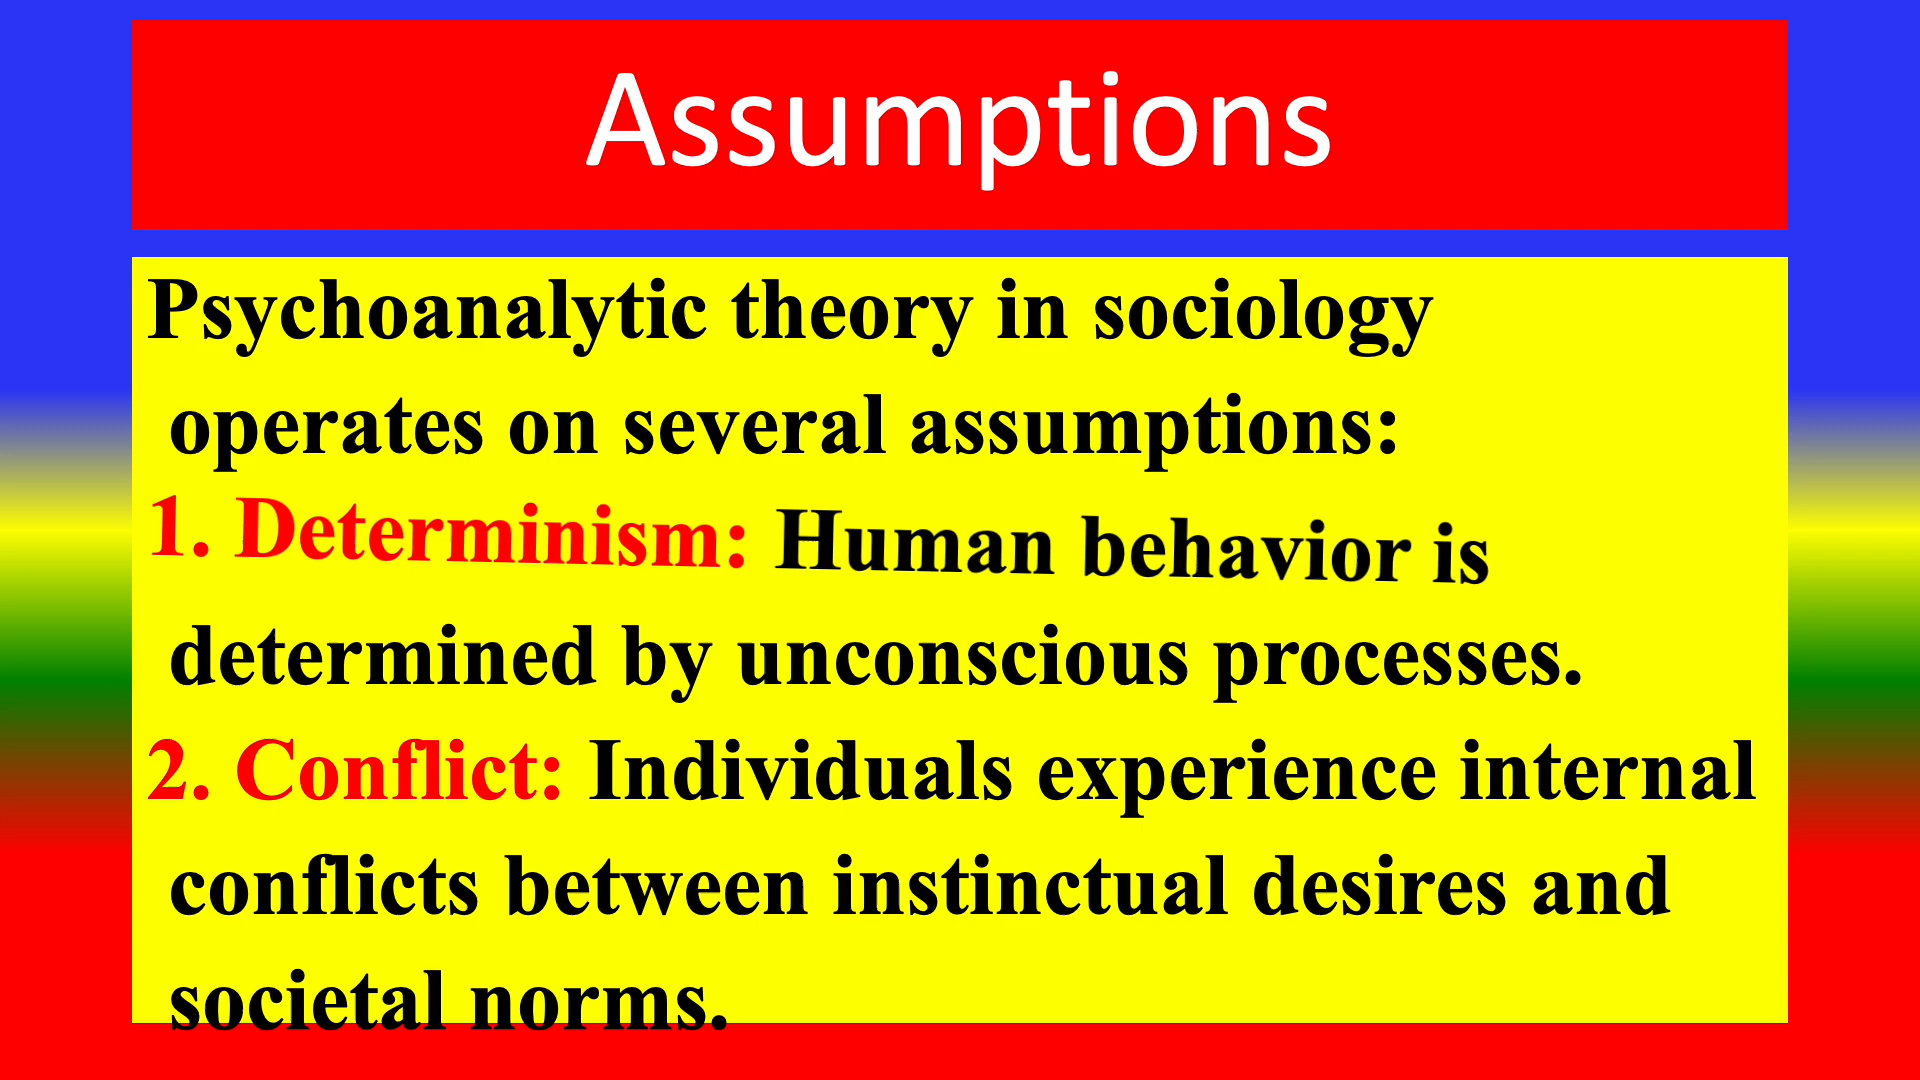 Assumptions
Psychoanalytic theory in sociology
operates on several assumptions:
1. Determinism: Human behavior is
determined by unconscious processes.
2. Conflict: Individuals experience internal
conflicts between instinctual desires and
societal norms.